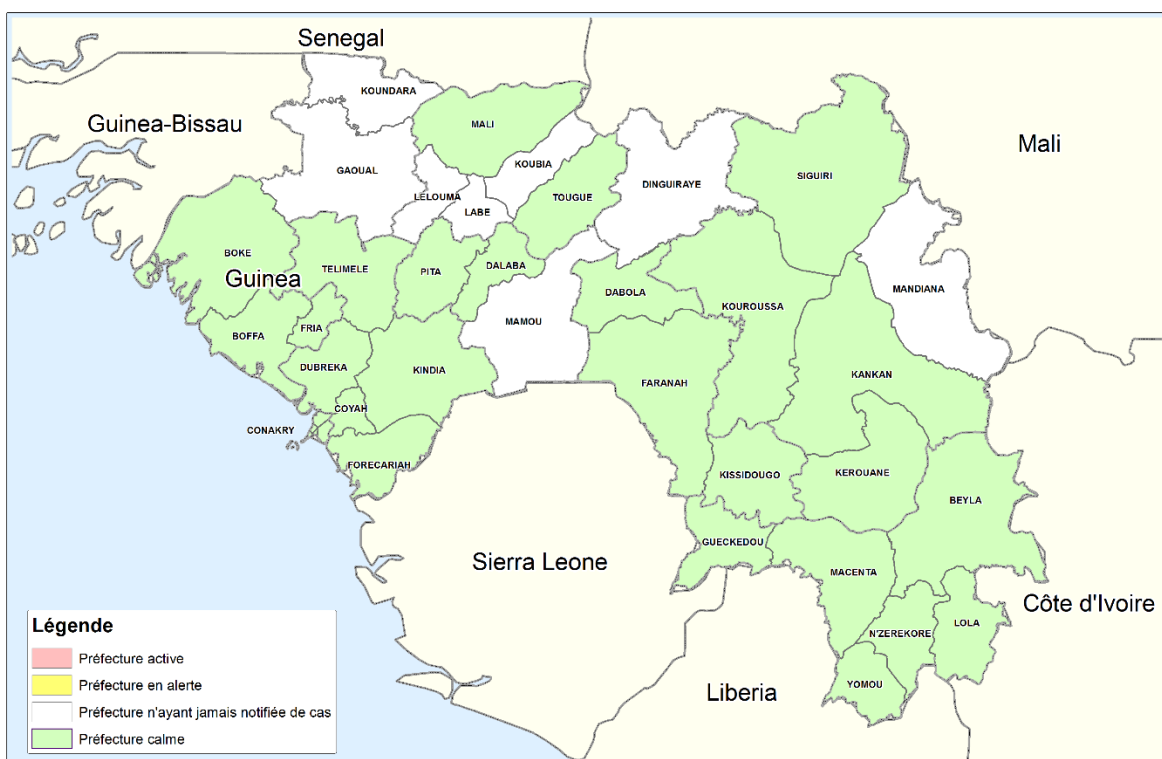 Senegal
KOUNDARA
Guinea-Bissau
MALI
Mali
KOUBIA
GAOUAL
SIGUIRI
DINGUIRAYE
LELOUMA
TOUGUE
LABE
BOKE
DALABA
TELIMELE
PITA
Guinea
MANDIANA
DABOLA
KOUROUSSA
MAMOU
FRIA
BOFFA
DUBREKA
KINDIA
KANKAN
FARANAH
COYAH
CONAKRY
FORECARIAH
KISSIDOUGO
KEROUANE
BEYLA
GUECKEDOU
Sierra Leone
MACENTA
Côte d'Ivoire
LOLA
N'ZEREKORE
YOMOU
Liberia
Légende
Préfecture active
Préfecture en alerte
Préfecture n'ayant jamais notifiée de cas
Préfecture calme